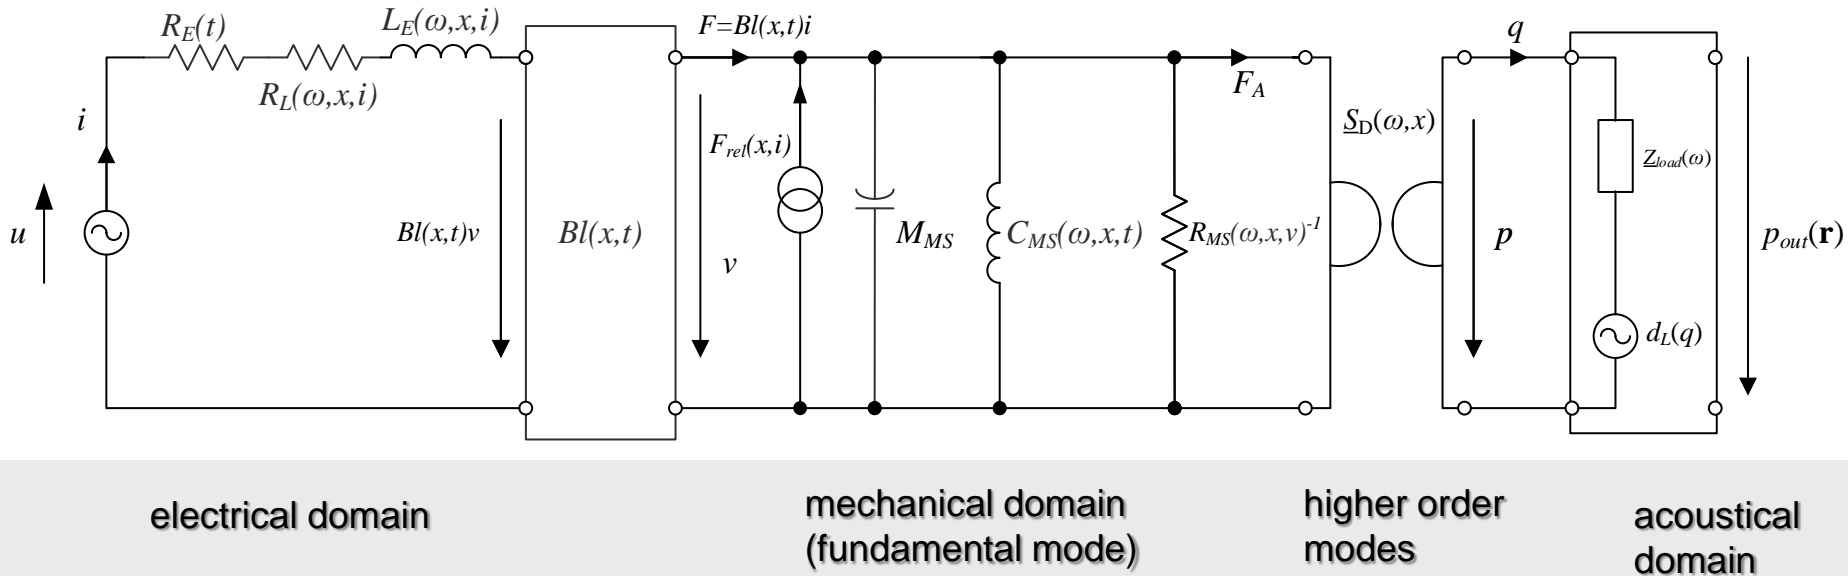 R_E(t)
L_E(ω,x,i)
R_L(ω,x,i)
i
u
Bl(x,t)v
Bl(x,t)
F=Bl(x,t)i
v
F_rel(x,i)
M_MS
C_MS(ω,x,t)
R_MS(ω,x,v)^-1
F_A
S_D(ω,x)
p
q
Z_load(ω)
d_L(q)
p_out(r)
electrical domain
mechanical domain
(fundamental mode)
higher order
modes
acoustical
domain